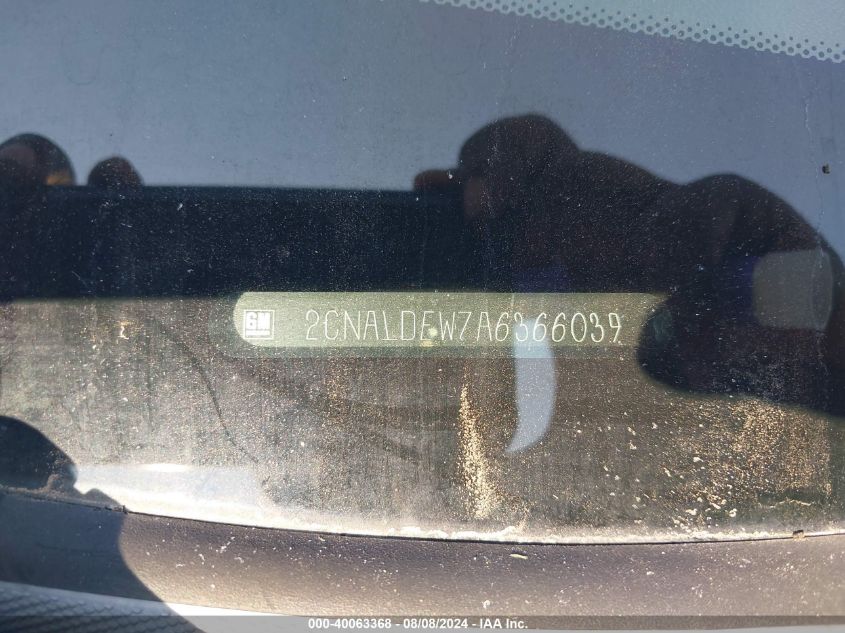 GM 2CNALDEW7A6366039
000-40063368 - 08/08/2024 - IAA Inc.